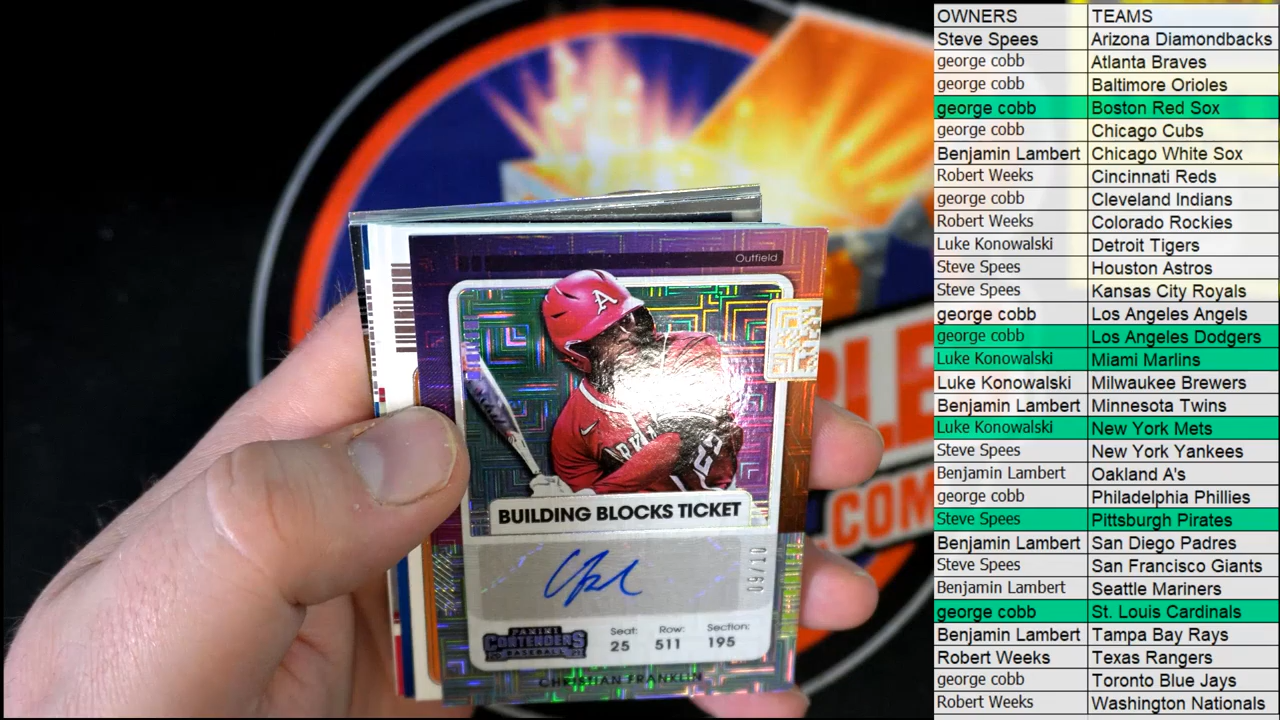 Outfield
A
ARKA
25
BUILDING BLOCKS TICKET
09/10
PANINI
CONTENDERS
BASEBALL
Seat: Row: Section:
25 511 195
CHRISTIAN FRANKLIN
.COM
OWNERS TEAMS
Steve Spees Arizona Diamondbacks
george cobb Atlanta Braves
george cobb Baltimore Orioles
george cobb Boston Red Sox
george cobb Chicago Cubs
Benjamin Lambert Chicago White Sox
Robert Weeks Cincinnati Reds
george cobb Cleveland Indians
Robert Weeks Colorado Rockies
Luke Konowalski Detroit Tigers
Steve Spees Houston Astros
Steve Spees Kansas City Royals
george cobb Los Angeles Angels
george cobb Los Angeles Dodgers
Luke Konowalski Miami Marlins
Luke Konowalski Milwaukee Brewers
Benjamin Lambert Minnesota Twins
Luke Konowalski New York Mets
Steve Spees New York Yankees
Benjamin Lambert Oakland A's
george cobb Philadelphia Phillies
Steve Spees Pittsburgh Pirates
Benjamin Lambert San Diego Padres
Steve Spees San Francisco Giants
Benjamin Lambert Seattle Mariners
george cobb St. Louis Cardinals
Benjamin Lambert Tampa Bay Rays
Robert Weeks Texas Rangers
george cobb Toronto Blue Jays
Robert Weeks Washington Nationals